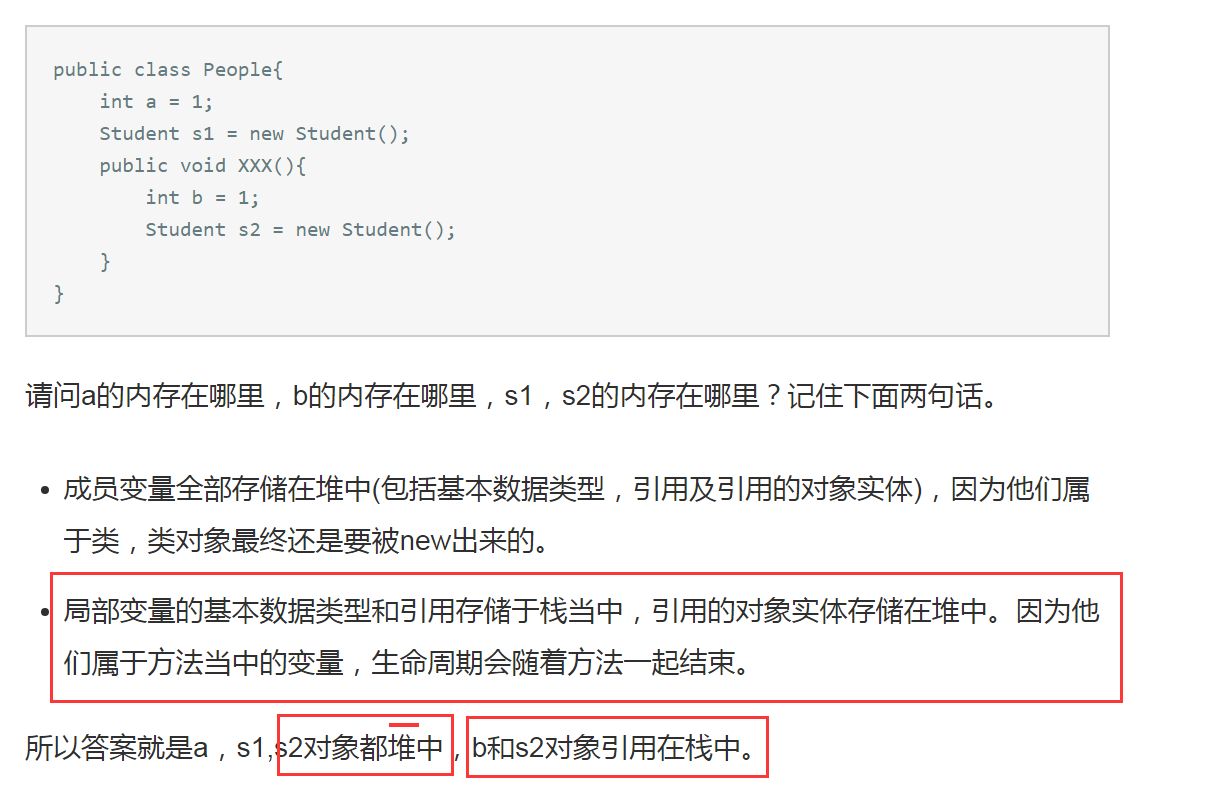 public class People{
    int a = 1;
    Student s1 = new Student();
    public void XXX(){
        int b = 1;
        Student s2 = new Student();
    }
}
请问a的内存在哪里，b的内存在哪里，s1，s2的内存在哪里？记住下面两句话。
• 成员变量全部存储在堆中(包括基本数据类型，引用及引用的对象实体)，因为他们属
于类，类对象最终还是要被new出来的。
• 局部变量的基本数据类型和引用存储于栈当中，引用的对象实体存储在堆中。因为他
们属于方法当中的变量，生命周期会随着方法一起结束。
所以答案就是a，s1,s2对象都堆中，b和s2对象引用在栈中。